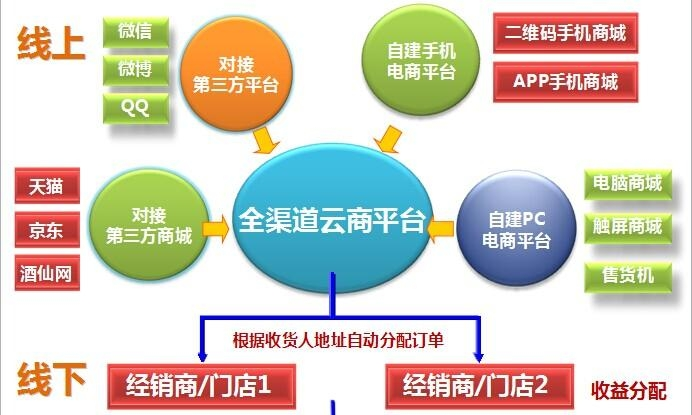 线上
微信
微博
QQ
对接
第三方平台
自建手机
电商平台
二维码手机商城
APP手机商城
天猫
京东
酒仙网
对接
第三方商城
全渠道云商平台
自建PC
电商平台
电脑商城
触屏商城
售货机
根据收货人地址自动分配订单
线下
经销商/门店1
经销商/门店2
收益分配